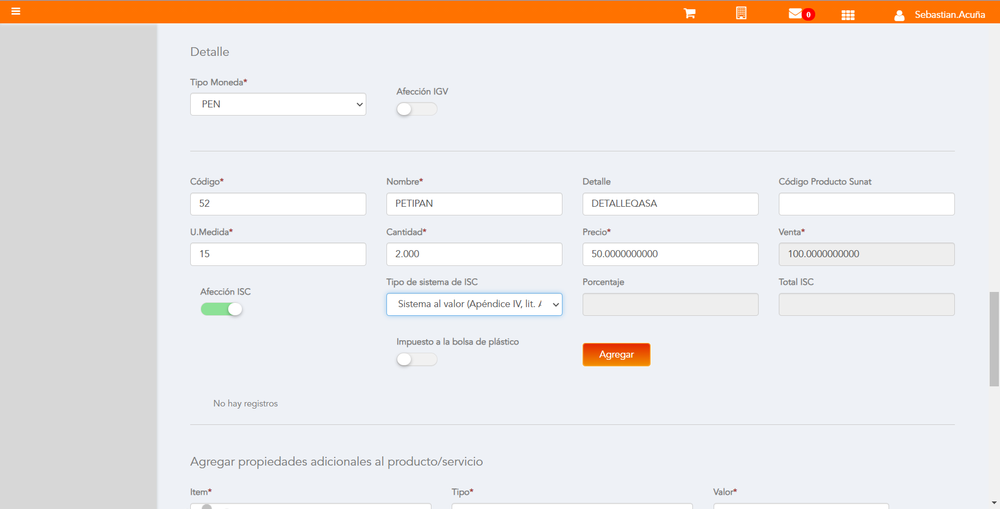 0
Sebastian.Acuña
Detalle
Tipo Moneda*
Afección IGV
PEN
Código*
Nombre*
Detalle
Código Producto Sunat
52
PETIPAN
DETALLEQASA
U.Medida*
Cantidad*
Precio*
Venta*
15
2.000
50.0000000000
100.0000000000
Afección ISC
Tipo de sistema de ISC
Porcentaje
Total ISC
Sistema al valor (Apéndice IV, lit. A
Impuesto a la bolsa de plástico
Agregar
No hay registros
Agregar propiedades adicionales al producto/servicio
Item*
Tipo*
Valor*